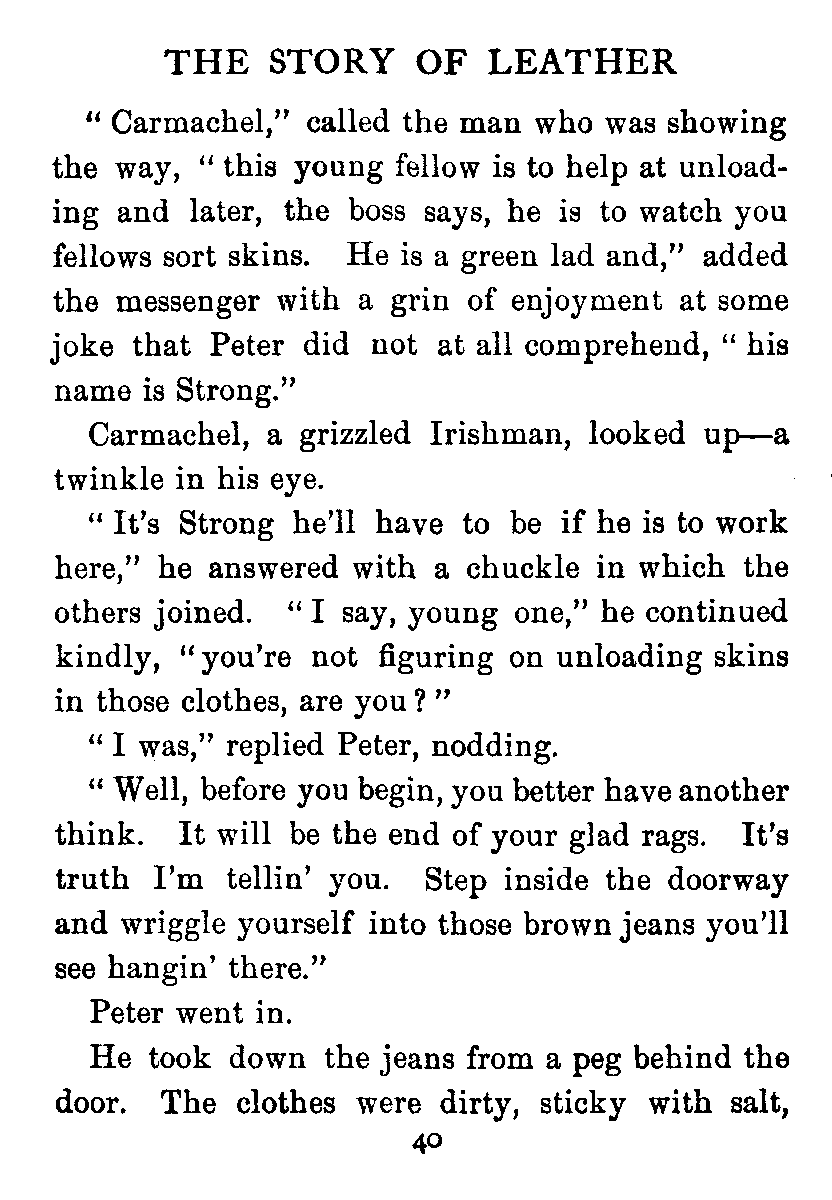 THE STORY OF LEATHER
“ Carmachel,” called the man who was showing
the way, “ this young fellow is to help at unload-
ing and later, the boss says, he is to watch you
fellows sort skins. He is a green lad and,” added
the messenger with a grin of enjoyment at some
joke that Peter did not at all comprehend, “ his
name is Strong.”
Carmachel, a grizzled Irishman, looked up—a
twinkle in his eye.
“ It’s Strong he’ll have to be if he is to work
here,” he answered with a chuckle in which the
others joined. “ I say, young one,” he continued
kindly, “you’re not figuring on unloading skins
in those clothes, are you ? ”
“ I was,” replied Peter, nodding.
“ Well, before you begin, you better have another
think. It will be the end of your glad rags. It’s
truth I’m tellin’ you. Step inside the doorway
and wriggle yourself into those brown jeans you’ll
see hangin’ there.”
Peter went in.
He took down the jeans from a peg behind the
door. The clothes were dirty, sticky with salt,
40